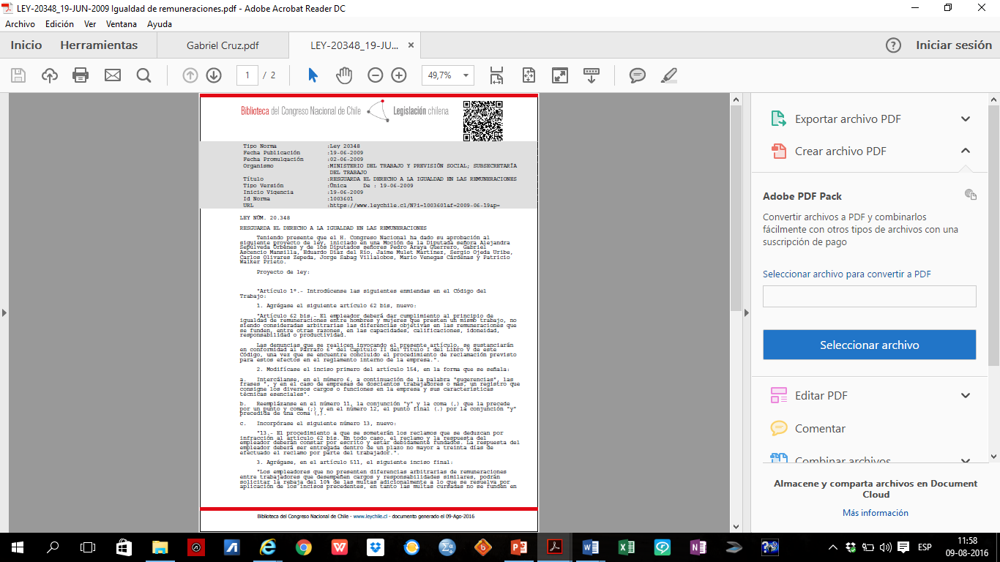 LEY-20348_19-JUN-2009 Igualdad de remuneraciones.pdf - Adobe Acrobat Reader DC
Archivo Edición Ver Ventana Ayuda
Inicio Herramientas Gabriel Cruz.pdf LEY-20348_19-JU... × Iniciar sesión
1 / 2 49,7%
Biblioteca del Congreso Nacional de Chile Legislación chilena
Tipo Norma :Ley 20348
Fecha Publicación :19-06-2009
Fecha Promulgación :02-06-2009
Organismo :MINISTERIO DEL TRABAJO Y PREVISIÓN SOCIAL; SUBSECRETARÍA
DEL TRABAJO
Título :RESGUARDA EL DERECHO A LA IGUALDAD EN LAS REMUNERACIONES
Tipo Versión :Única De : 19-06-2009
Inicio Vigencia :19-06-2009
Id Norma :1003601
URL :https://www.leychile.cl/N?i=1003601&f=2009-06-19&p=
LEY NÚM. 20.348
RESGUARDA EL DERECHO A LA IGUALDAD EN LAS REMUNERACIONES
Teniendo presente que el H. Congreso Nacional ha dado su aprobación al
siguiente proyecto de ley, iniciado en una Moción de la Diputada señora Alejandra
Sepúlveda Orbenes y de los Diputados señores Pedro Araya Guerrero, Gabriel
Ascencio Mansilla, Eduardo Díaz del Río, Jaime Mulet Martínez, Sergio Ojeda Uribe,
Carlos Olivares Zepeda, Jorge Sabag Villalobos, Mario Venegas Cárdenas y Patricio
Walker Prieto.
Proyecto de ley:
"Artículo 1º.- Introdúcense las siguientes enmiendas en el Código del
Trabajo:
1. Agrégase el siguiente artículo 62 bis, nuevo:
"Artículo 62 bis.- El empleador deberá dar cumplimiento al principio de
igualdad de remuneraciones entre hombres y mujeres que presten un mismo trabajo, no
siendo consideradas arbitrarias las diferencias objetivas en las remuneraciones que
se funden, entre otras razones, en las capacidades, calificaciones, idoneidad,
responsabilidad o productividad.
Las denuncias que se realicen invocando el presente artículo, se sustanciarán
en conformidad al Párrafo 6º del Capítulo II del Título I del Libro V de este
Código, una vez que se encuentre concluido el procedimiento de reclamación previsto
para estos efectos en el reglamento interno de la empresa.".
2. Modifícase el inciso primero del artículo 154, en la forma que se señala:
a. Intercálanse, en el número 6, a continuación de la palabra "sugerencias", las
frases ", y en el caso de empresas de doscientos trabajadores o más, un registro que
consigne los diversos cargos o funciones en la empresa y sus características
técnicas esenciales".
b. Reemplázanse en el número 11, la conjunción "y" y la coma (,) que la precede
por un punto y coma (;) y en el número 12, el punto final (.) por la conjunción "y"
precedida de una coma (,).
c. Incorpórase el siguiente número 13, nuevo:
"13.- El procedimiento a que se someterán los reclamos que se deduzcan por
infracción al artículo 62 bis. En todo caso, el reclamo y la respuesta del
empleador deberán constar por escrito y estar debidamente fundados. La respuesta del
empleador deberá ser entregada dentro de un plazo no mayor a treinta días de
efectuado el reclamo por parte del trabajador.".
3. Agrégase, en el artículo 511, el siguiente inciso final:
"Los empleadores que no presenten diferencias arbitrarias de remuneraciones
entre trabajadores que desempeñen cargos y responsabilidades similares, podrán
solicitar la rebaja del 10% de las multas adicionalmente a lo que se resuelva por
aplicación de los incisos precedentes, en tanto las multas cursadas no se funden en
Biblioteca del Congreso Nacional de Chile - www.leychile.cl - documento generado el 09-Ago-2016
Exportar archivo PDF
Crear archivo PDF
Adobe PDF Pack
Convertir archivos a PDF y combinarlos
fácilmente con otros tipos de archivos con una
suscripción de pago
Seleccionar archivo para convertir a PDF
Seleccionar archivo
Editar PDF
Comentar
Combinar archivos
Almacene y comparta archivos en Document
Cloud
Más información
ESP 11:58
09-08-2016